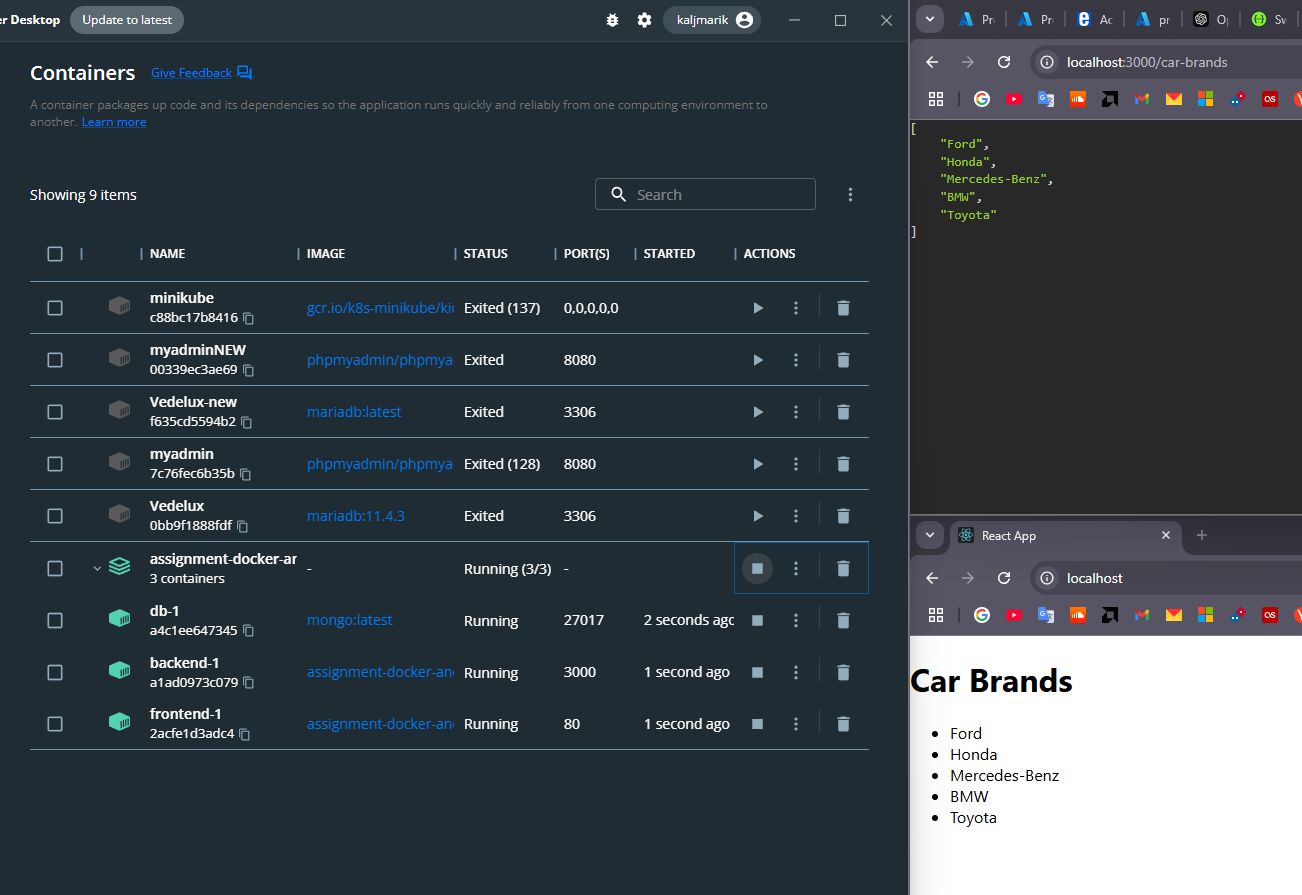 er Desktop Update to latest kaljmarik
Containers Give Feedback
A container packages up code and its dependencies so the application runs quickly and reliably from one computing environment to
another. Learn more
Showing 9 items Search
NAME IMAGE STATUS PORT(S) STARTED ACTIONS
minikube
c88bc17b8416 gcr.io/k8s-minikube/kic Exited (137) 0,0,0,0,0
myadminNEW
00339ec3ae69 phpmyadmin/phpmya Exited 8080
Vedelux-new
f635cd5594b2 mariadb:latest Exited 3306
myadmin
7c76fec6b35b phpmyadmin/phpmya Exited (128) 8080
Vedelux
0bb9f1888fdf mariadb:11.4.3 Exited 3306
assignment-docker-ar
3 containers - Running (3/3) -
db-1
a4c1ee647345 mongo:latest Running 27017 2 seconds agc
backend-1
a1ad0973c079 assignment-docker-an Running 3000 1 second ago
frontend-1
2acfe1d3adc4 assignment-docker-an Running 80 1 second ago
Pr Pr Ac pr O Sv
localhost:3000/car-brands
[
"Ford",
"Honda",
"Mercedes-Benz",
"BMW",
"Toyota"
]
React App
localhost
Car Brands
Ford
Honda
Mercedes-Benz
BMW
Toyota